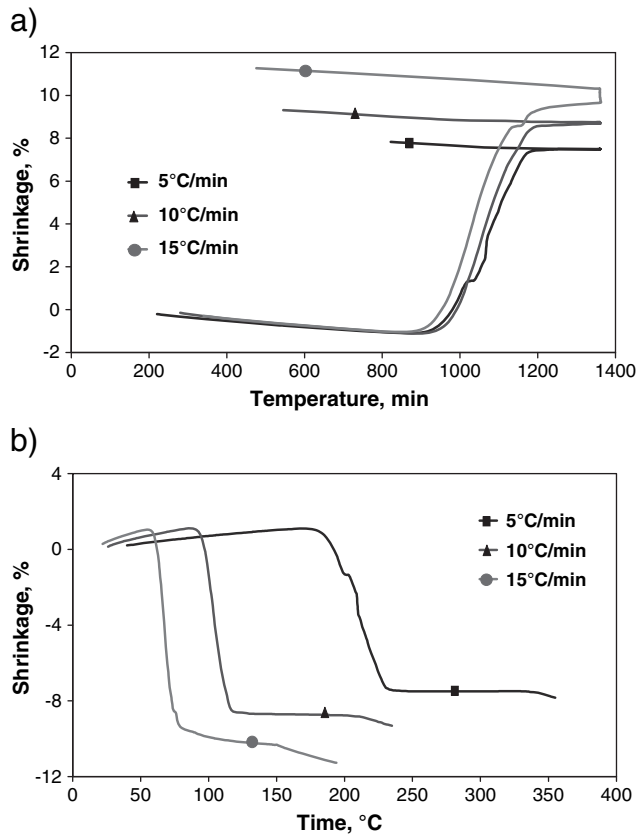 a)
12
10
8
6
4
2
0
-2
Shrinkage, %
5°C/min
10°C/min
15°C/min
0 200 400 600 800 1000 1200 1400
Temperature, min
b)
4
0
-4
-8
-12
Shrinkage, %
5°C/min
10°C/min
15°C/min
0 50 100 150 200 250 300 350 400
Time, °C